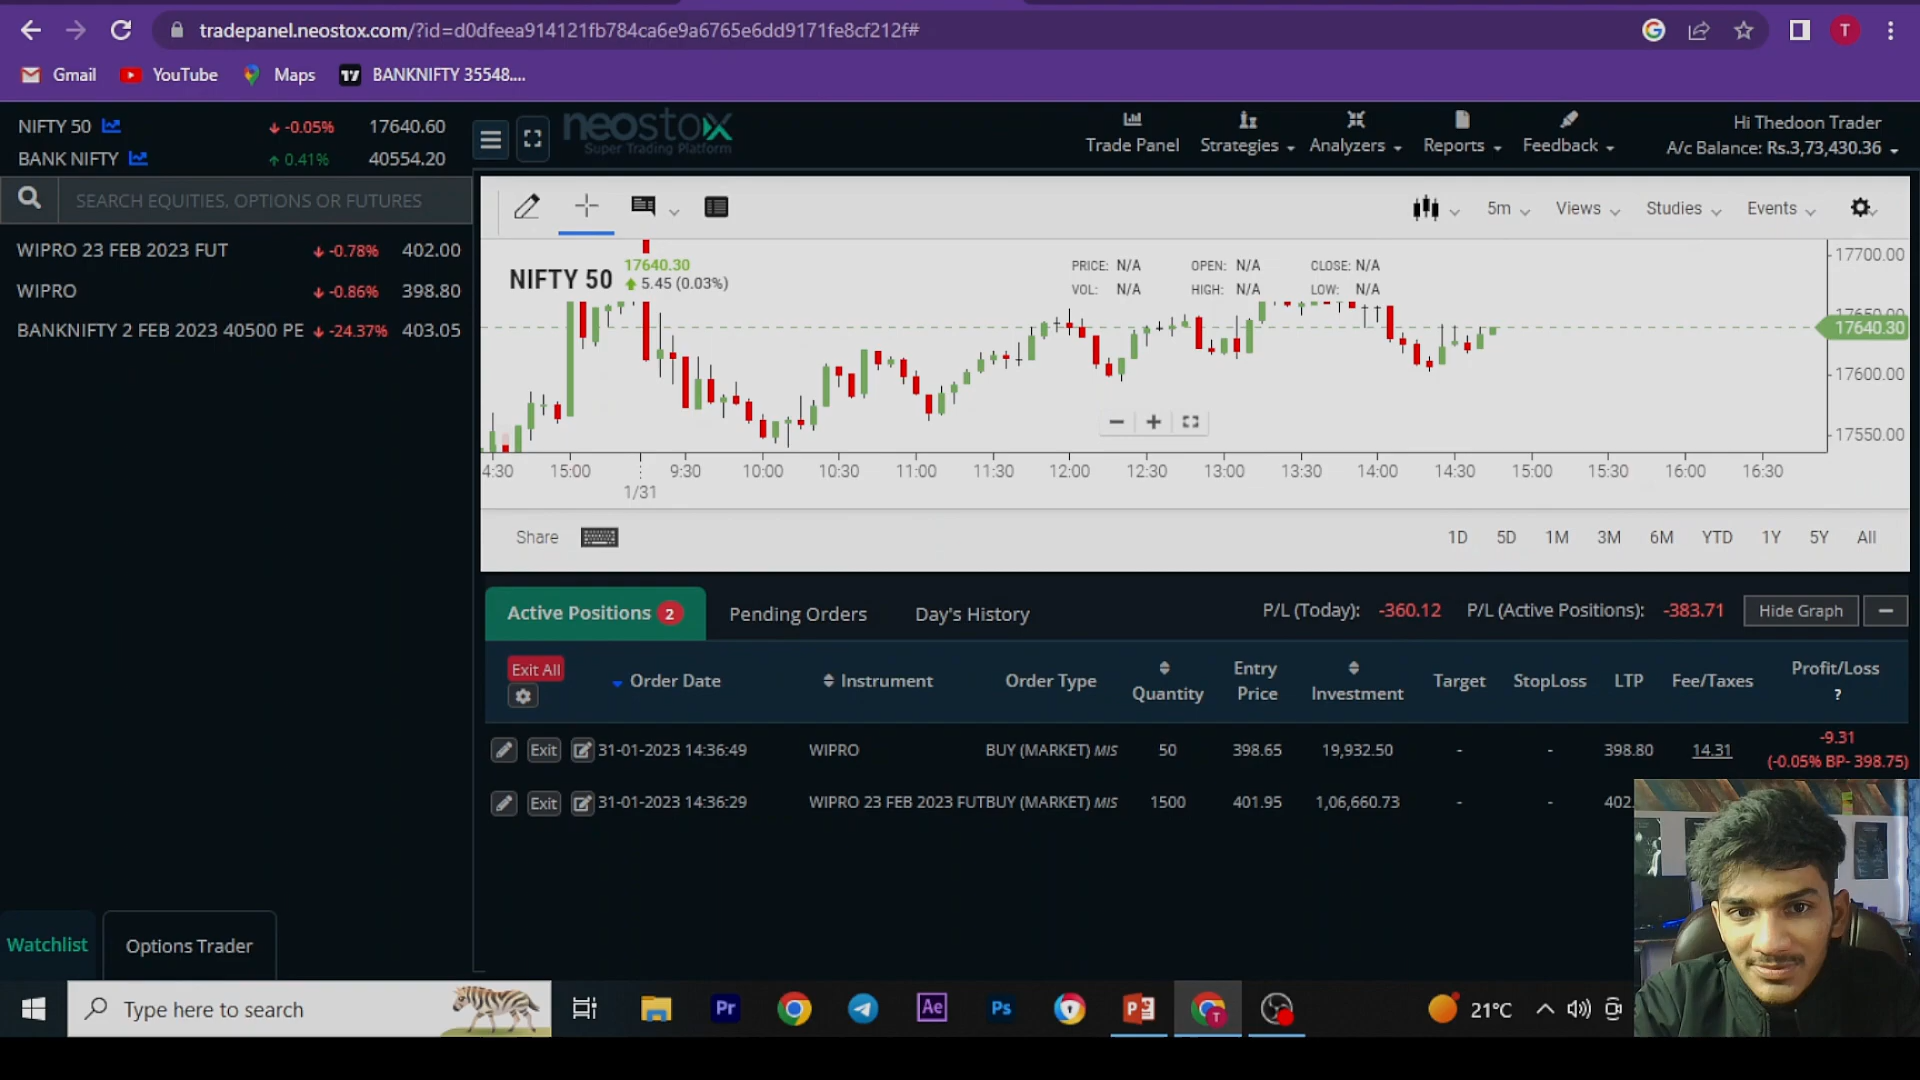 tradepanel.neostox.com/?id=d0dfeea914121fb784ca6e9a6765e6dd9171fe8cf212f#
G
T
Gmail YouTube Maps BANKNIFTY 35548....
NIFTY 50 -0.05% 17640.60
BANK NIFTY 0.41% 40554.20
neostox
Super Trading Platform
Trade Panel Strategies Analyzers Reports Feedback
Hi Thedoon Trader
A/c Balance: Rs.3,73,430.36
SEARCH EQUITIES, OPTIONS OR FUTURES
WIPRO 23 FEB 2023 FUT -0.78% 402.00
WIPRO -0.86% 398.80
BANKNIFTY 2 FEB 2023 40500 PE -24.37% 403.05
5m Views Studies Events
NIFTY 50
17640.30
5.45 (0.03%)
PRICE: N/A OPEN: N/A CLOSE: N/A
VOL: N/A HIGH: N/A LOW: N/A
17700.00
17640.30
17600.00
17550.00
4:30 15:00 9:30 10:00 10:30 11:00 11:30 12:00 12:30 13:00 13:30 14:00 14:30 15:00 15:30 16:00 16:30
1/31
Share
1D 5D 1M 3M 6M YTD 1Y 5Y All
Active Positions 2 Pending Orders Day's History
P/L (Today): -360.12 P/L (Active Positions): -383.71 Hide Graph
Exit All Order Date Instrument Order Type Quantity Entry Price Investment Target StopLoss LTP Fee/Taxes Profit/Loss ?
Exit 31-01-2023 14:36:49 WIPRO BUY (MARKET) MIS 50 398.65 19,932.50 - - 398.80 14.31 -9.31
(-0.05% BP- 398.75)
Exit 31-01-2023 14:36:29 WIPRO 23 FEB 2023 FUTBUY (MARKET) MIS 1500 401.95 1,06,660.73 - - 402
Watchlist Options Trader
Type here to search
Pr Ae Ps
21°C